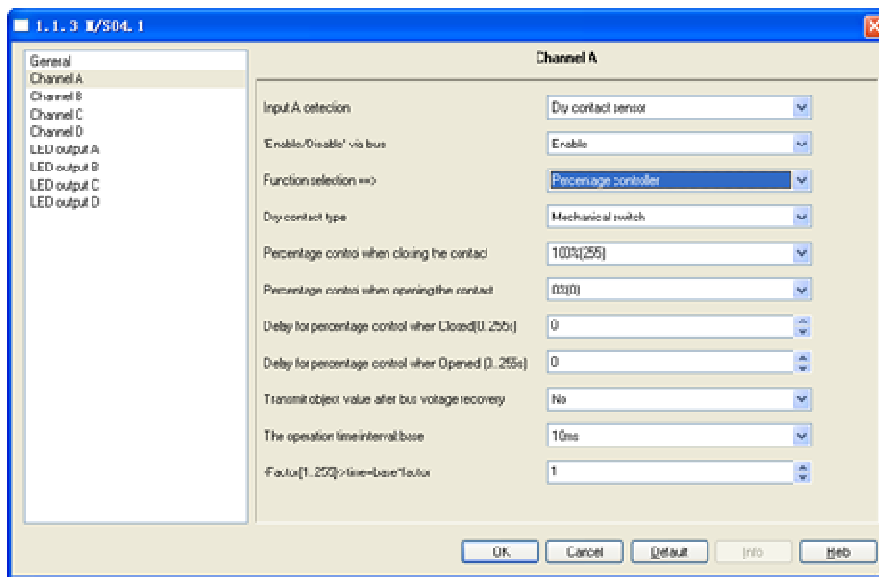 1.1.3 M/S04.1
General
Channel A
Channel B
Channel C
Channel D
LED output A
LED output B
LED output C
LED output D
Channel A
Input A detection
Dry contact sensor
'Enable/Disable' via bus
Enable
Function selection ==>
Percentage controller
Dry contact type
Mechanical switch
Percentage control when closing the contact
100%(255)
Percentage control when opening the contact
0%(0)
Delay for percentage control when Closed(0..255s)
0
Delay for percentage control when Opened (0..255s)
0
Transmit object value after bus voltage recovery
No
The operation time interval:base
10ms
-Factor[1..255]>time=base*factor
1
OK
Cancel
Default
Info
Help